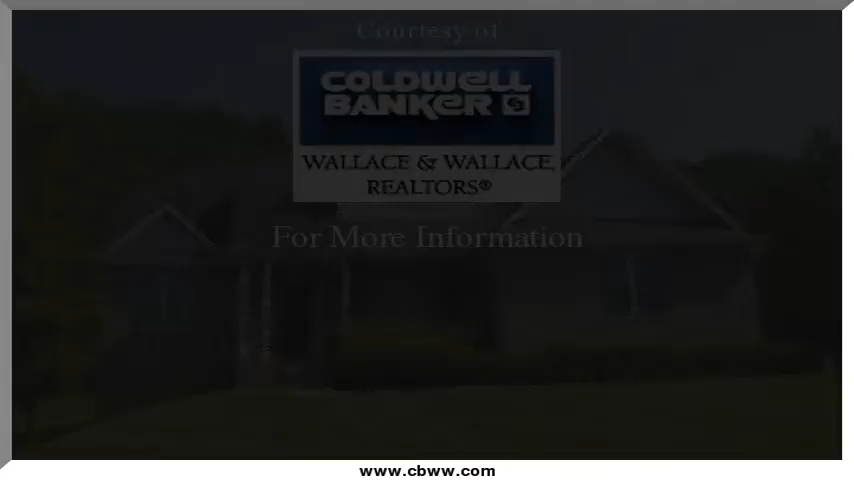 Courtesy of
COLDWELL
BANKER
WALLACE & WALLACE,
REALTORS®
For More Information
www.cbww.com